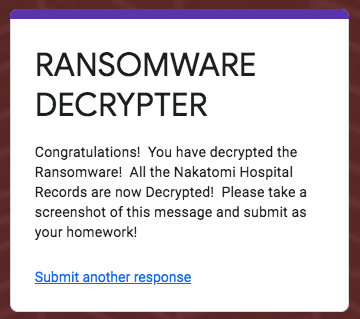 RANSOMWARE
DECRYPTER
Congratulations!  You have decrypted the
Ransomware!  All the Nakatomi Hospital
Records are now Decrypted!  Please take a
screenshot of this message and submit as
your homework!
Submit another response